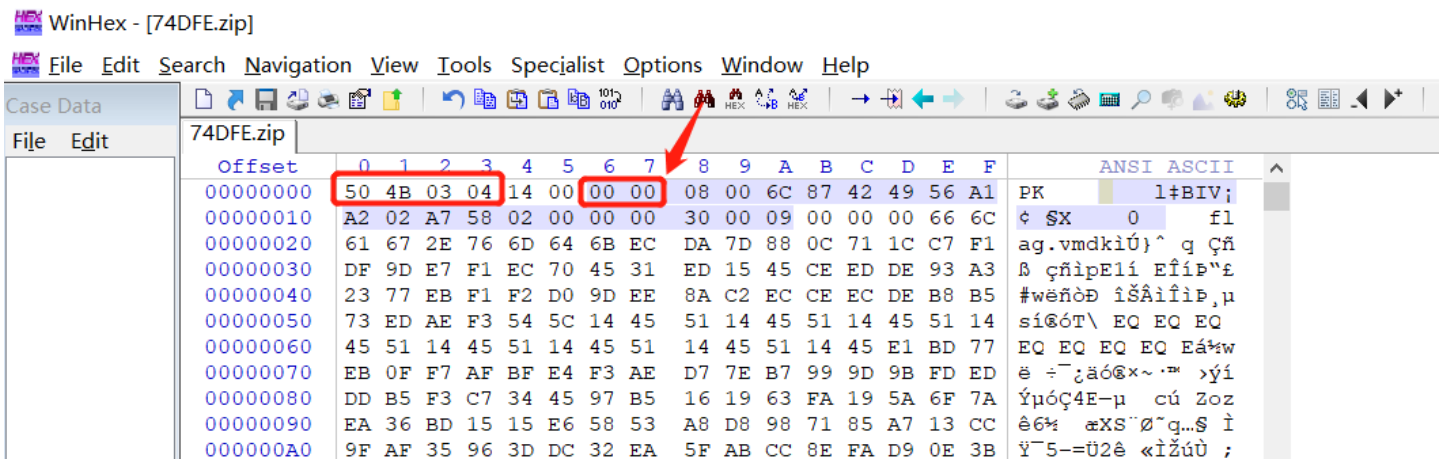 WinHex - [74DFE.zip]
File Edit Search Navigation View Tools Specialist Options Window Help
Case Data
File Edit
74DFE.zip
Offset 0 1 2 3 4 5 6 7 8 9 A B C D E F ANSI ASCII
00000000 50 4B 03 04 14 00 00 00 08 00 6C 87 42 49 56 A1 PK l‡BIV¡
00000010 A2 02 A7 58 02 00 00 00 30 00 09 00 00 00 66 6C ¢ §X 0 fl
00000020 61 67 2E 76 6D 64 6B EC DA 7D 88 0C 71 1C C7 F1 ag.vmdkìÚ}ˆ q Çñ
00000030 DF 9D E7 F1 EC 70 45 31 ED 15 45 CE ED DE 93 A3 ß çñìpE1í EÎíÞ“£
00000040 23 77 EB F1 F2 D0 9D EE 8A C2 EC CE EC DE B8 B5 #wëñòÐ îŠÂìÎìÞ¸µ
00000050 73 ED AE F3 54 5C 14 45 51 14 45 51 14 45 51 14 sí®óT\ EQ EQ EQ
00000060 45 51 14 45 51 14 45 51 14 45 51 14 45 E1 BD 77 EQ EQ EQ EQ Eá½w
00000070 EB 0F F7 AF BF E4 F3 AE D7 7E B7 99 9D 9B FD ED ë ÷¯¿äó®×~·™ ›ýí
00000080 DD B5 F3 C7 34 45 97 B5 16 19 63 FA 19 5A 6F 7A ÝµóÇ4E—µ cú Zoz
00000090 EA 36 BD 15 15 E6 58 53 A8 D8 98 71 85 A7 13 CC ê6½ æXS¨Ø˜q…§ Ì
000000A0 9F AF 35 96 3D DC 32 EA 5F AB CC 8E FA D9 0E 3B Ÿ¯5–=Ü2ê_«ÌŽúÙ ;